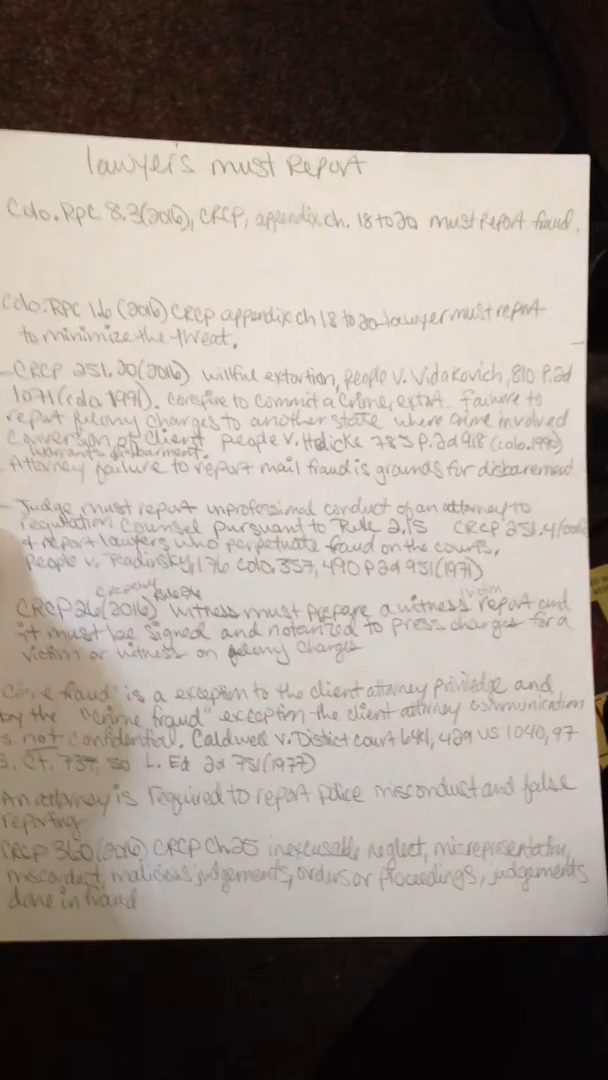 lawyer's must Report
Colo. RPC 8.3(2016), CRCP, appendix ch. 18 to 20 must report fraud.
Colo. RPC 1.6 (2016) CRCP appendix ch 18 to 20 lawyer must report
to minimize the threat.
- CRCP 251.20(2016) willful extortion, people v. Vidakovich, 810 P.2d
1071 (colo. 1991). conspire to commit a crime, extort. failure to
report felony charges to another state where crime involved
conversion of client people v. 783 P.2d 918 (colo. 1990)
warrants disbarment.
Attorney failure to report mail fraud is grounds for disbarement
- Judge must report unprofessional conduct of an attorney to
regulation counsel pursuant to Rule 2.15 CRCP 251.4
& report lawyers who perpetuate fraud on the courts,
People v. Radinsky, 176 Colo. 357, 490 P.2d 951 (1971)
victim
CRCP 26 (2016) witness must prepare a witness report and
it must be signed and notarized to press charges for a
victim or witness on felony charges
"Crime fraud" is a exception to the client attorney priviledge and
by the "crime fraud" exception the client attorney communication
is not confidential. Caldwell v. District court 641, 429 US 1040, 97
S. Ct. 737, 50 L. Ed 2d 751 (1977)
An attorney is required to report police misconduct and false
reporting
CRCP 360 (2016) CRCP Ch. 25 inexcusable neglect, misrepresentation,
misconduct, malicious judgements, orders or proceedings, judgements
done in fraud